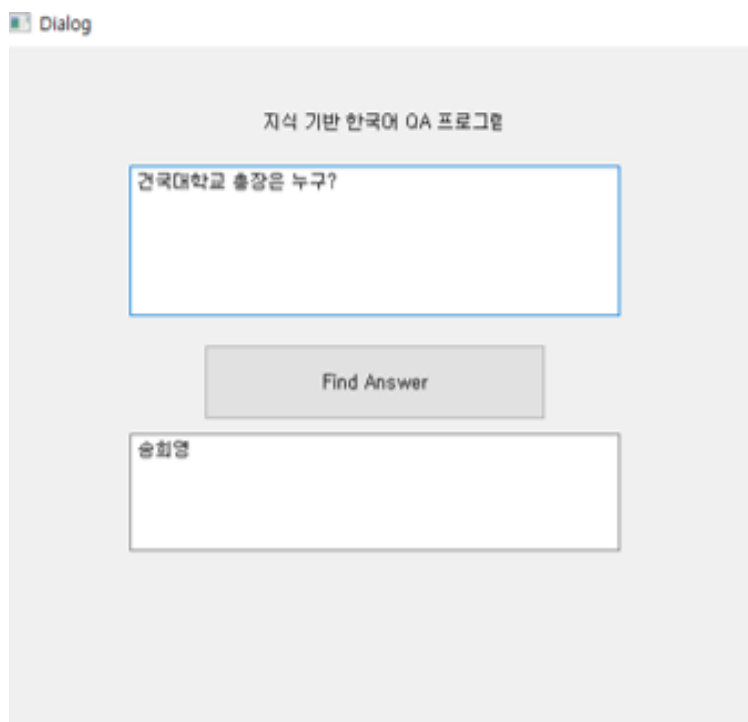 Dialog
지식 기반 한국어 QA 프로그램
건국대학교 총장은 누구?
Find Answer
송희영